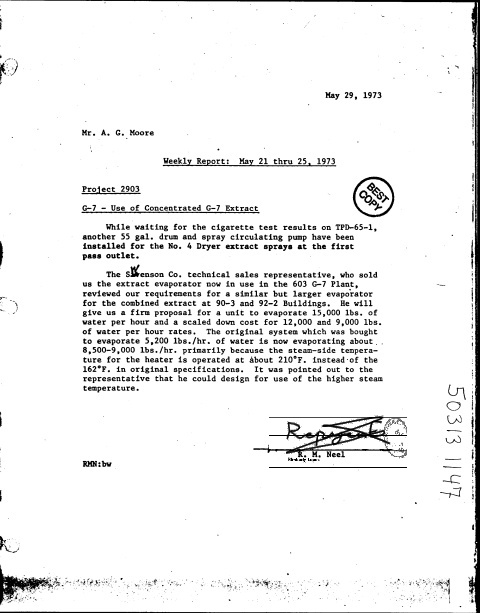 May 29, 1973
Mr. A. G. Moore
Weekly Report: May 21 thru 25, 1973
Project 2903
BEST
COPY
G-7 - Use of Concentrated G-7 Extract
While waiting for the cigarette test results on TPD-65-1,
another 55 gal. drum and spray circulating pump have been
installed for the No. 4 Dryer extract sprays at the first
pass outlet.
The Swenson Co. technical sales representative, who sold
us the extract evaporator now in use in the 603 G-7 Plant,
reviewed our requirements for a similar but larger evaporator
for the combined extract at 90-3 and 92-2 Buildings. He will
give us a firm proposal for a unit to evaporate 15,000 lbs. of
water per hour and a scaled down cost for 12,000 and 9,000 lbs.
of water per hour rates. The original system which was bought
to evaporate 5,200 lbs./hr. of water is now evaporating about
8,500-9,000 lbs./hr. primarily because the steam-side tempera-
ture for the heater is operated at about 210°F. instead of the
162°F. in original specifications. It was pointed out to the
representative that he could design for use of the higher steam
temperature.
R. M. Neel
RMN:bw
50313 1147